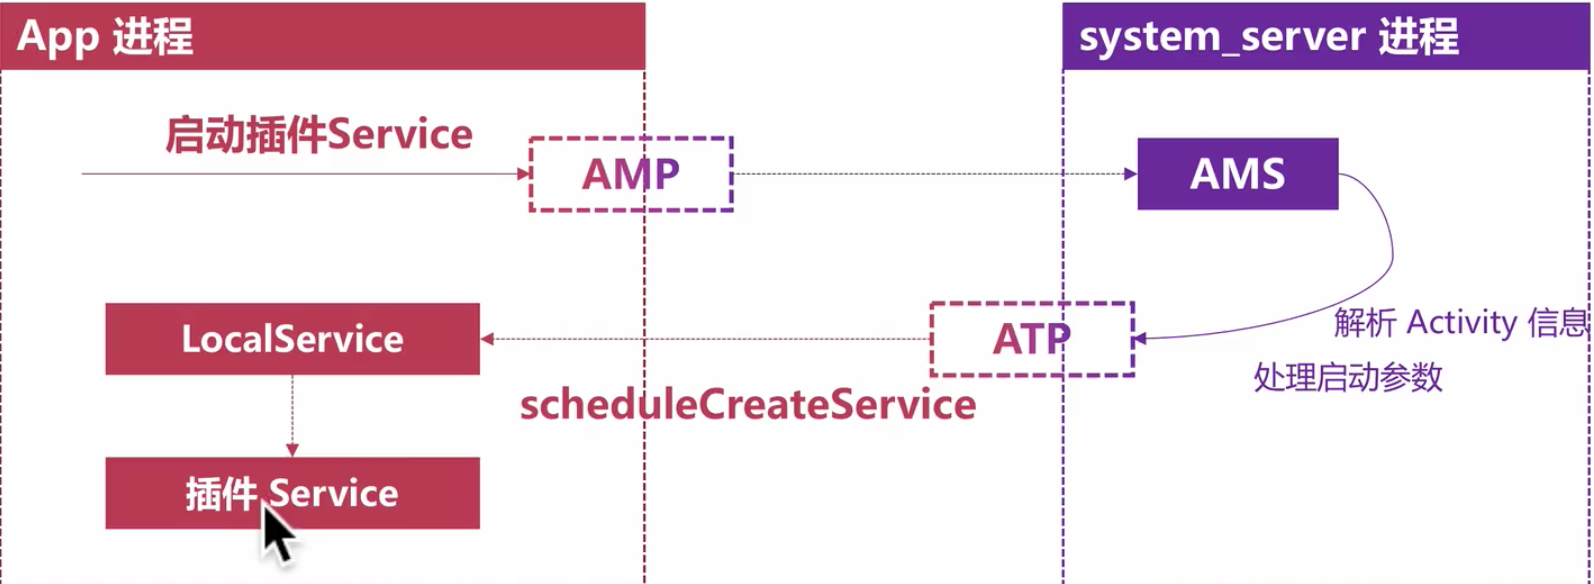 App 进程
system_server 进程
启动插件Service
AMP
AMS
LocalService
ATP
解析 Activity 信息
处理启动参数
scheduleCreateService
插件 Service